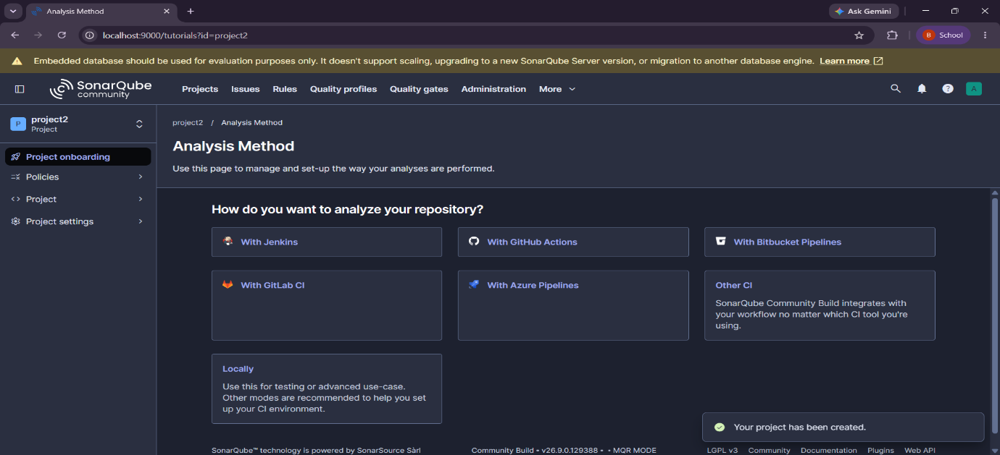 Analysis Method
Ask Gemini
localhost:9000/tutorials?id=project2
B School
Embedded database should be used for evaluation purposes only. It doesn't support scaling, upgrading to a new SonarQube Server version, or migration to another database engine. Learn more
SonarQube community
Projects Issues Rules Quality profiles Quality gates Administration More
? A
P project2
Project
Project onboarding
Policies
Project
Project settings
project2 / Analysis Method
Analysis Method
Use this page to manage and set-up the way your analyses are performed.
How do you want to analyze your repository?
With Jenkins
With GitHub Actions
With Bitbucket Pipelines
With GitLab CI
With Azure Pipelines
Other CI
SonarQube Community Build integrates with
your workflow no matter which CI tool you're
using.
Locally
Use this for testing or advanced use-case.
Other modes are recommended to help you set
up your CI environment.
Your project has been created.
SonarQube™ technology is powered by SonarSource Sàrl
Community Build • v26.9.0.129388 • • MQR MODE
LGPL v3 Community Documentation Plugins Web API